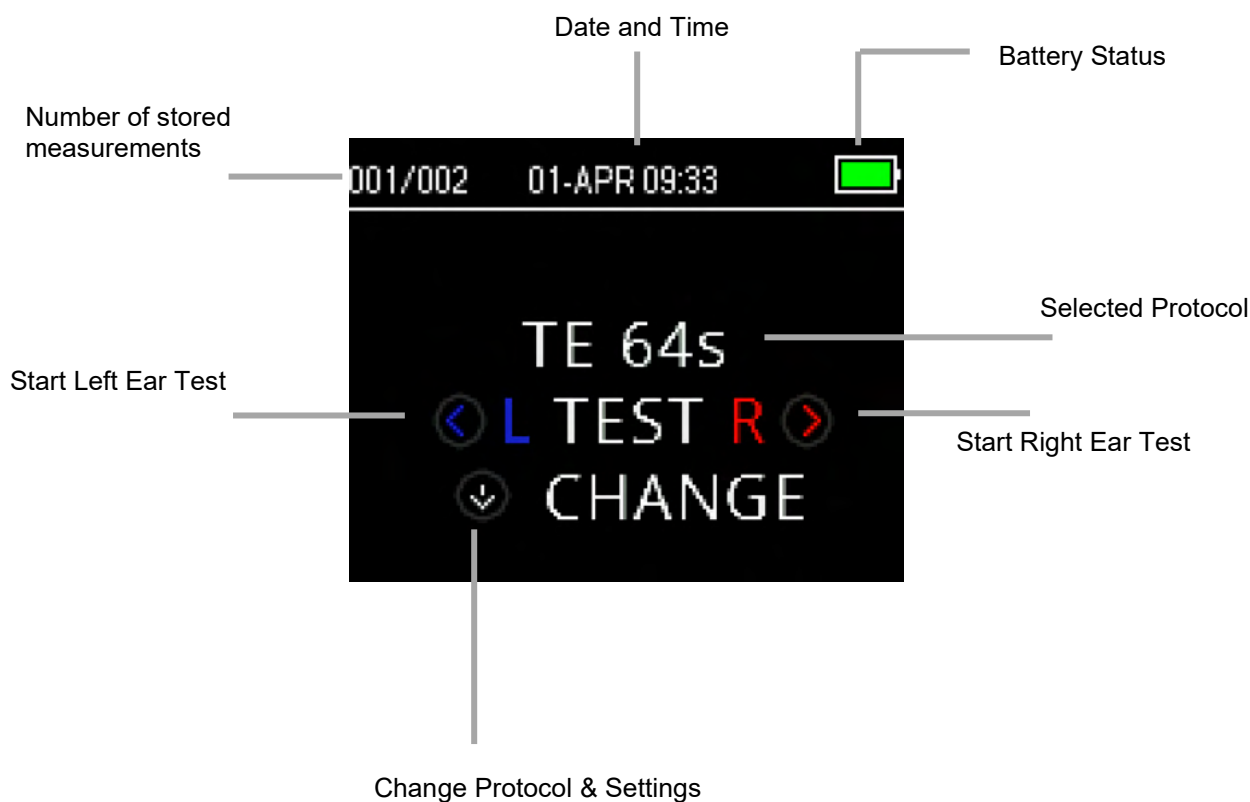 Date and Time
Battery Status
Number of stored
measurements
001/002 01-APR 09:33
Selected Protocol
TE 64s
Start Left Ear Test
L TEST R
Start Right Ear Test
CHANGE
Change Protocol & Settings